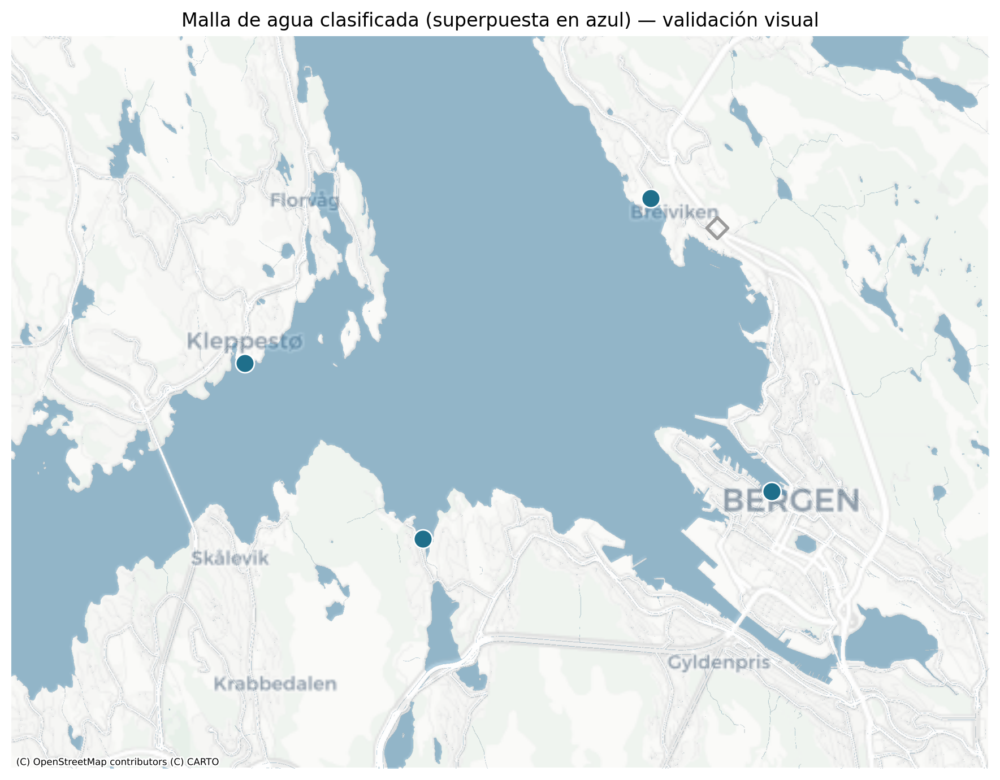 Malla de agua clasificada (superpuesta en azul) — validación visual
Florvåg
Breiviken
Kleppestø
BERGEN
Skålevik
Gyldenpris
Krabbedalen
(C) OpenStreetMap contributors (C) CARTO